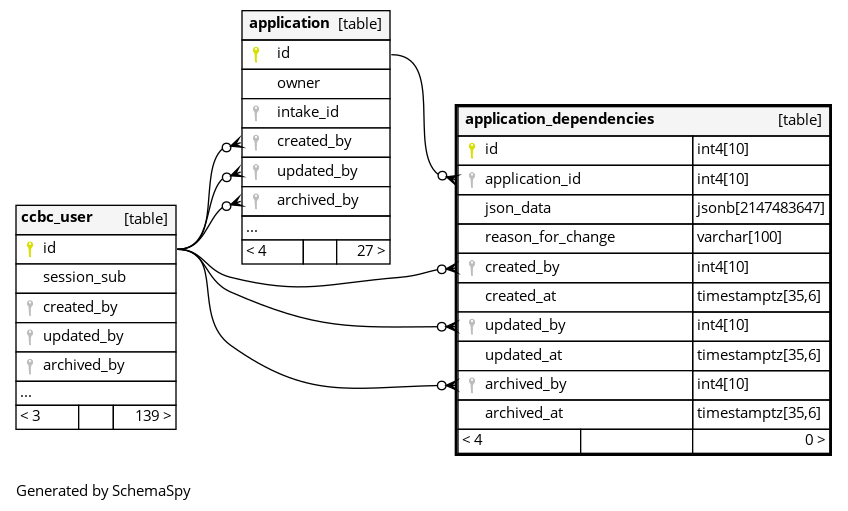 application [table]
id
owner
intake_id
created_by
updated_by
archived_by
...
< 4 27 >
application_dependencies [table]
id int4[10]
application_id int4[10]
json_data jsonb[2147483647]
reason_for_change varchar[100]
created_by int4[10]
created_at timestamptz[35,6]
updated_by int4[10]
updated_at timestamptz[35,6]
archived_by int4[10]
archived_at timestamptz[35,6]
< 4 0 >
ccbc_user [table]
id
session_sub
created_by
updated_by
archived_by
...
< 3 139 >
Generated by SchemaSpy